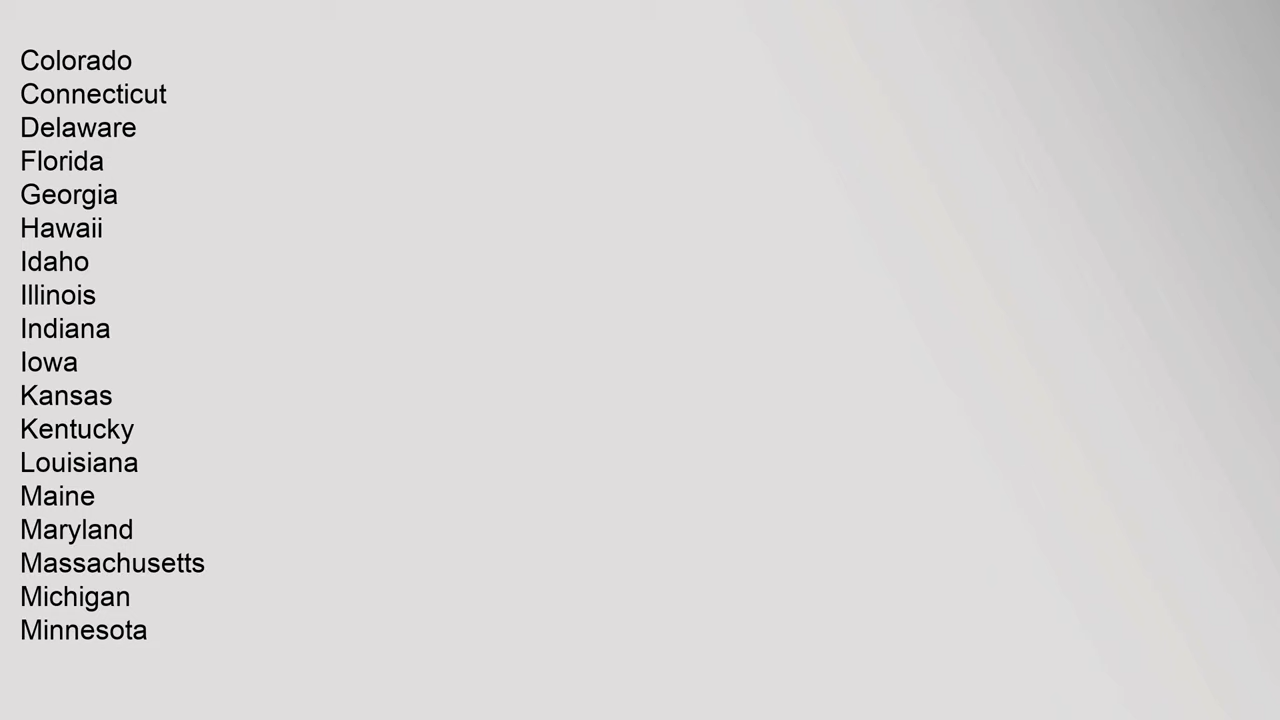 Colorado
Connecticut
Delaware
Florida
Georgia
Hawaii
Idaho
Illinois
Indiana
Iowa
Kansas
Kentucky
Louisiana
Maine
Maryland
Massachusetts
Michigan
Minnesota